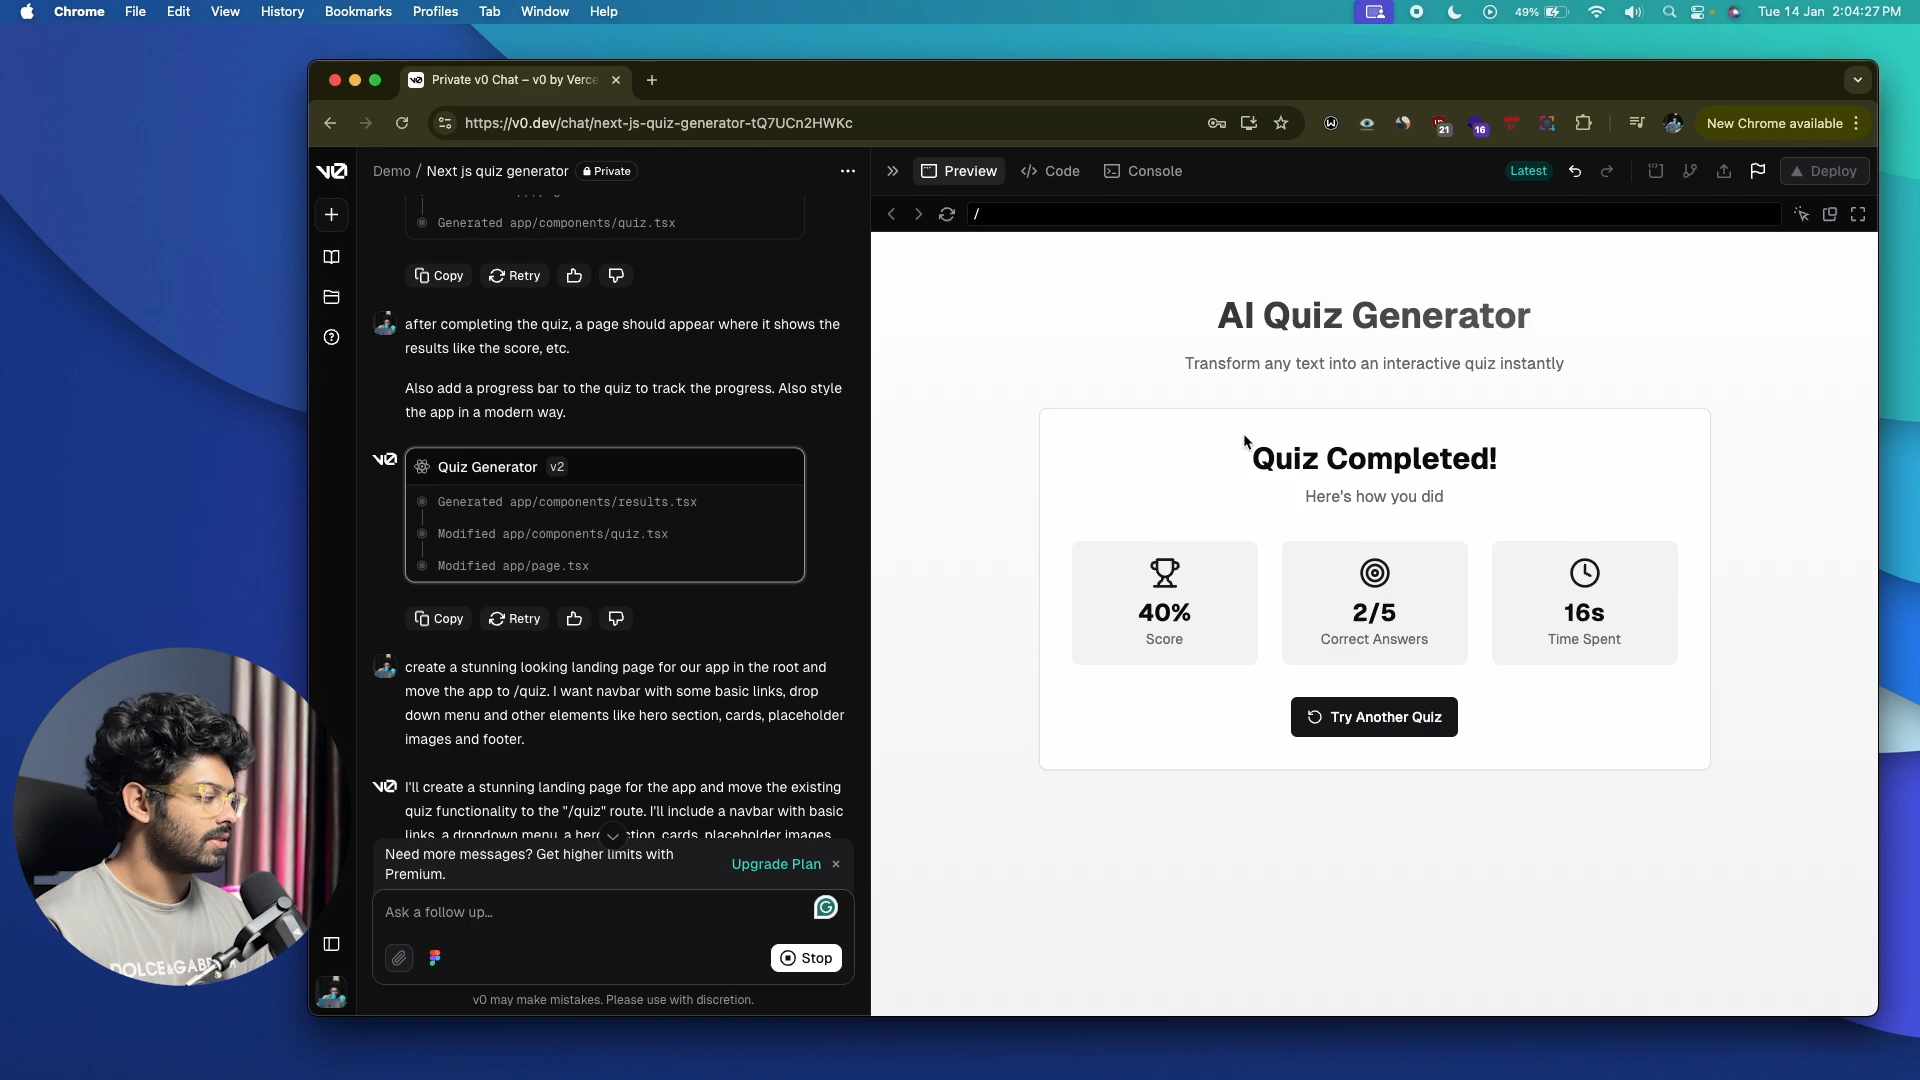 Chrome File Edit View History Bookmarks Profiles Tab Window Help
49%
Tue 14 Jan 2:04:27 PM
Private v0 Chat – v0 by Verce
https://v0.dev/chat/next-js-quiz-generator-tQ7UCn2HWKc
21
16
New Chrome available
Demo / Next js quiz generator Private
Generated app/components/quiz.tsx
Copy Retry
after completing the quiz, a page should appear where it shows the
results like the score, etc.
Also add a progress bar to the quiz to track the progress. Also style
the app in a modern way.
Quiz Generator v2
Generated app/components/results.tsx
Modified app/components/quiz.tsx
Modified app/page.tsx
Copy Retry
create a stunning looking landing page for our app in the root and
move the app to /quiz. I want navbar with some basic links, drop
down menu and other elements like hero section, cards, placeholder
images and footer.
I'll create a stunning landing page for the app and move the existing
quiz functionality to the "/quiz" route. I'll include a navbar with basic
links, a dropdown menu, a hero section, cards, placeholder images
Need more messages? Get higher limits with
Premium.
Upgrade Plan
Ask a follow up...
Stop
v0 may make mistakes. Please use with discretion.
Preview Code Console
Latest
Deploy
/
AI Quiz Generator
Transform any text into an interactive quiz instantly
Quiz Completed!
Here's how you did
40%
Score
2/5
Correct Answers
16s
Time Spent
Try Another Quiz